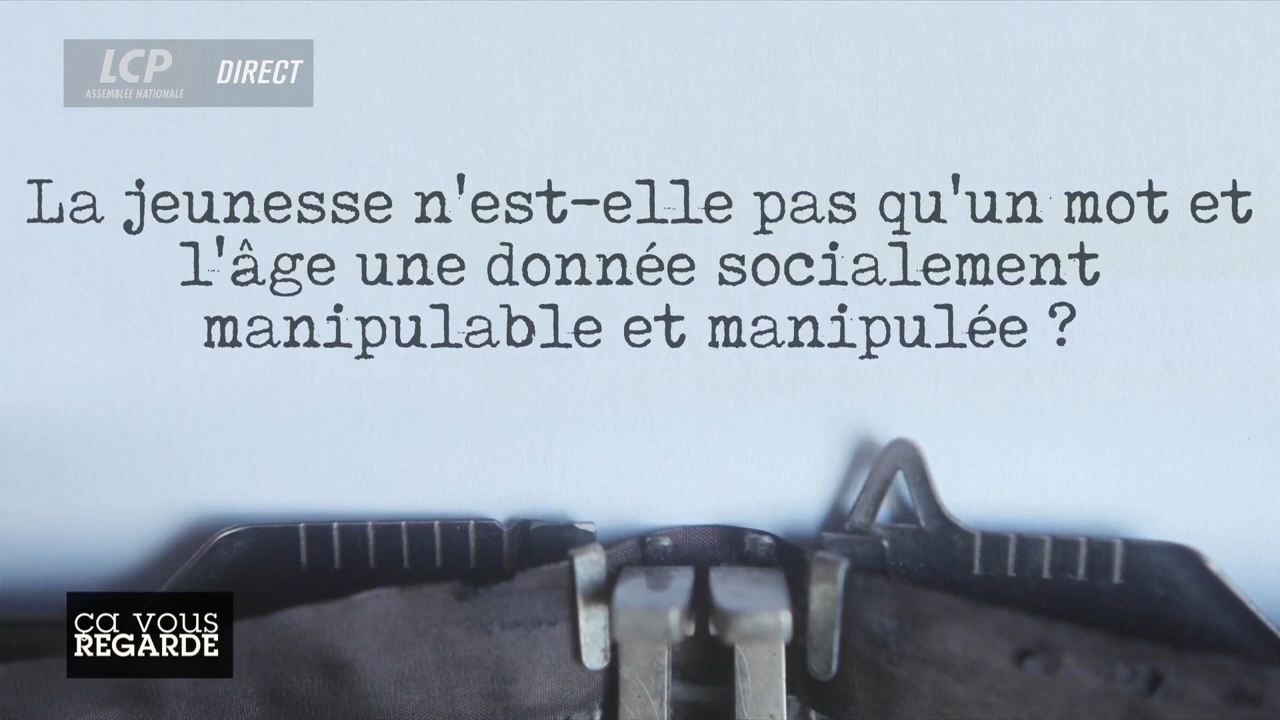 LCP
ASSEMBLÉE NATIONALE
DIRECT
La jeunesse n'est-elle pas qu'un mot et
l'âge une donnée socialement
manipulable et manipulée ?
ça vous
REGARDE